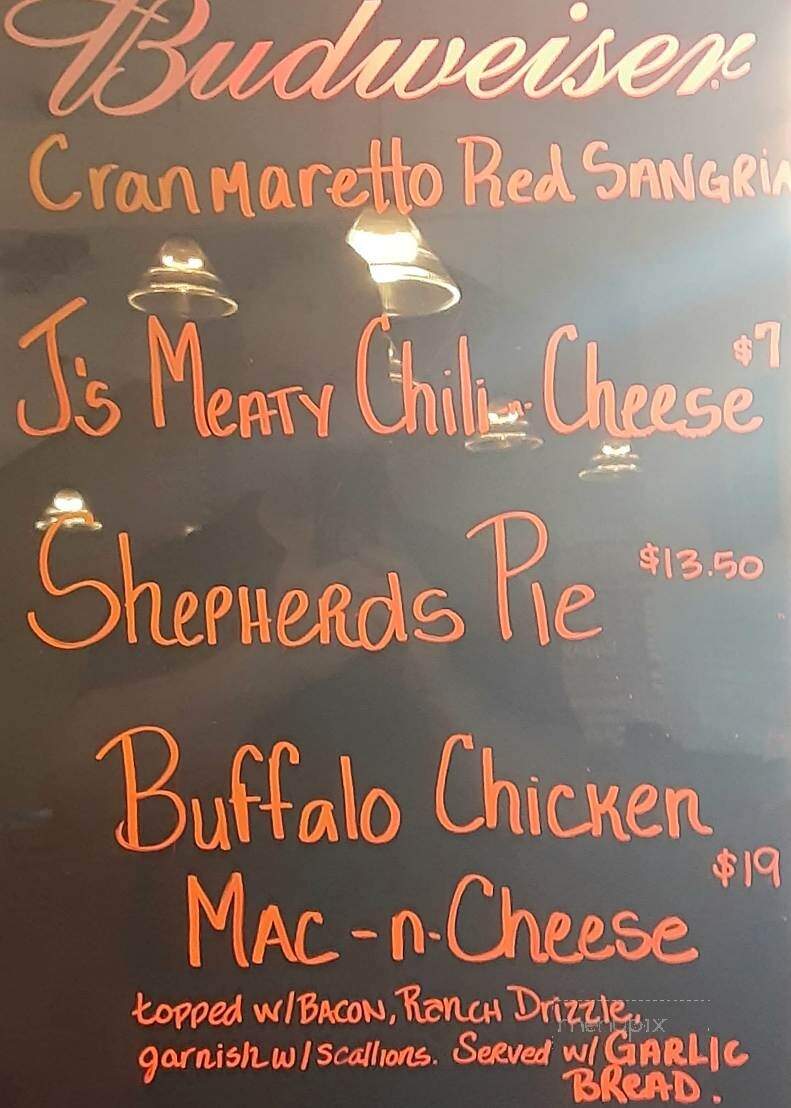 Budweiser
Cranmaretto Red SANGRIA
$7
J's MEATY Chili-n-Cheese
Shepherds Pie $13.50
Buffalo Chicken
$19
MAC-n-Cheese
topped w/BACON, RANCH Drizzle,
menupix
garnish w/scallions. Served w/ GARLIC
BREAD.